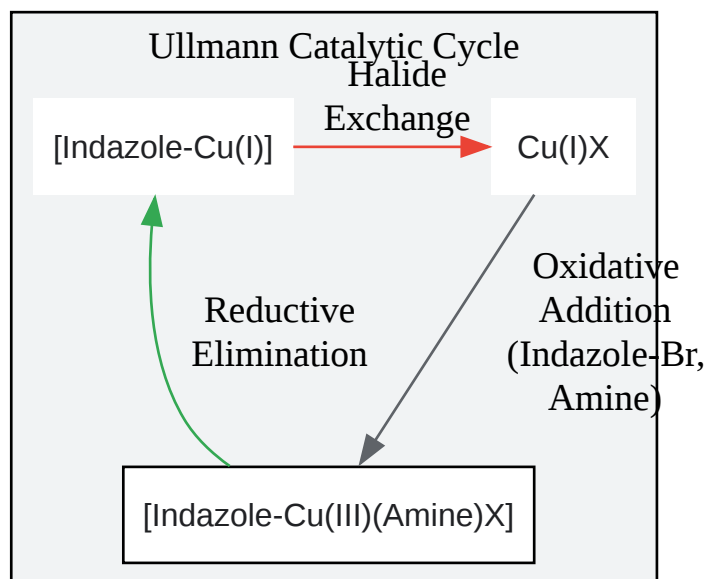 Ullmann Catalytic Cycle
Halide
Exchange
[Indazole-Cu(I)]
Cu(I)X
Oxidative
Addition
(Indazole-Br,
Amine)
Reductive
Elimination
[Indazole-Cu(III)(Amine)X]